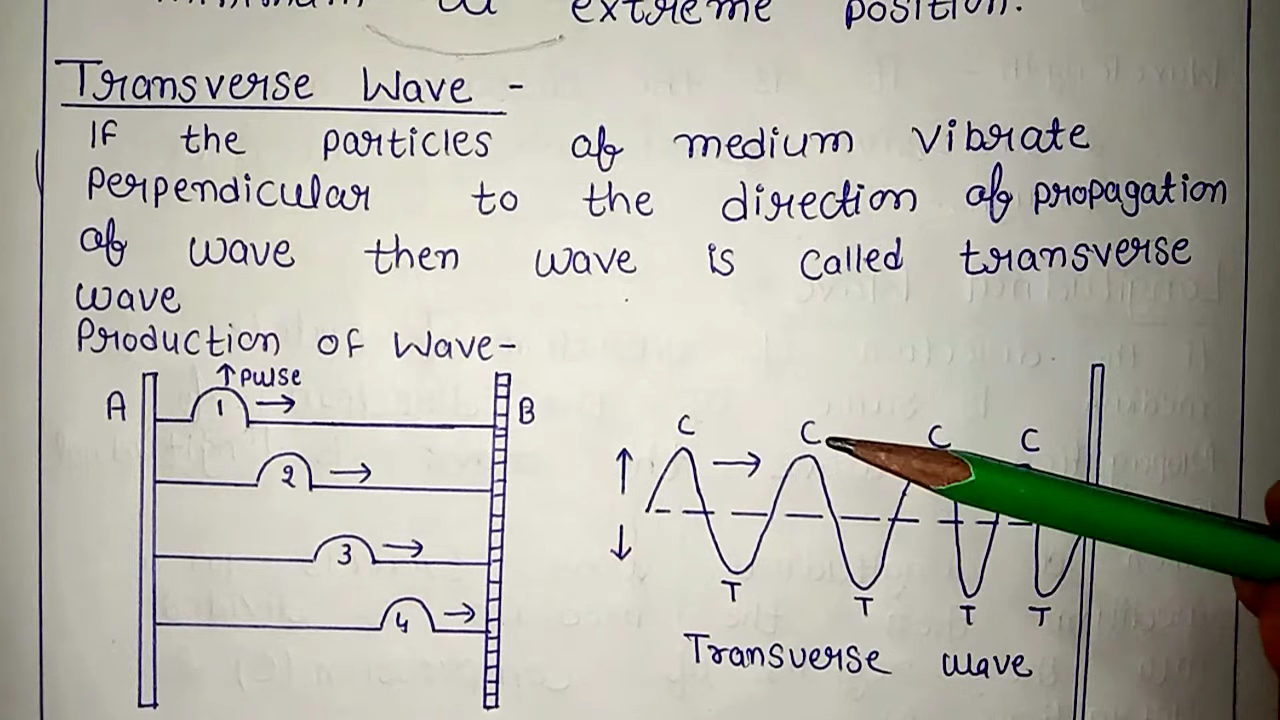 extreme position.
Transverse Wave -
If the particles of medium vibrate
perpendicular to the direction of propagation
of wave then wave is called transverse
wave
Production of Wave-
↑ pulse
A 1 → B
2 →
3 →
4 →
C C C C
→
T T T T
Transverse wave